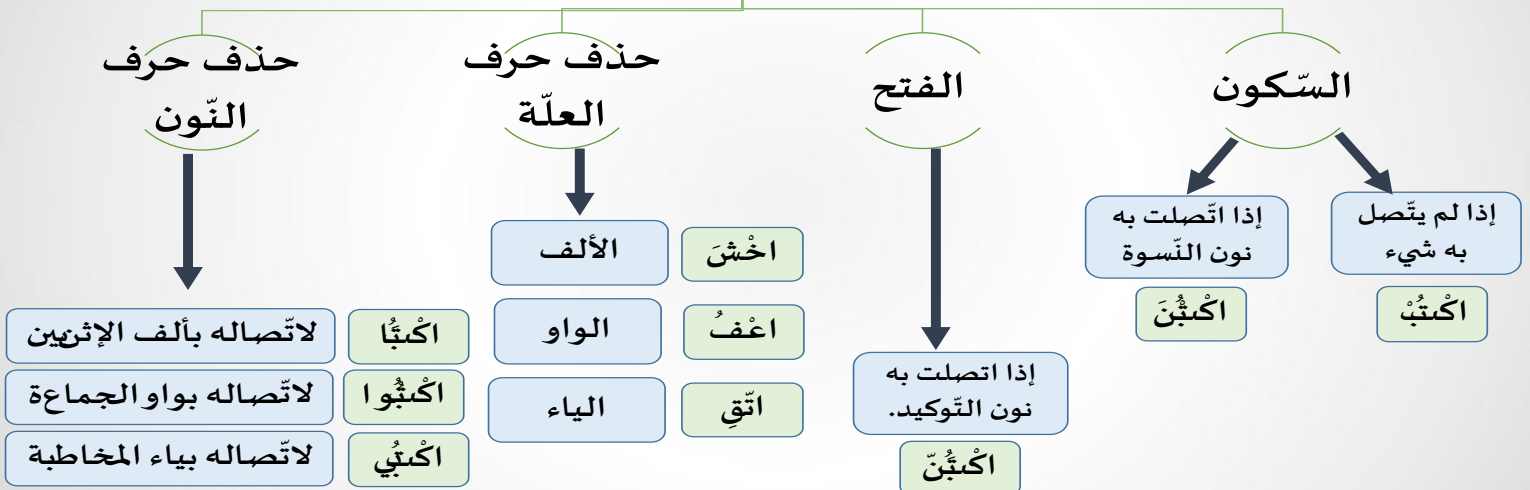 السّكون
إذا لم يتّصل
به شيء
اكْتُبْ
إذا اتّصلت به
نون النّسوة
اكْتُبْنَ
الفتح
إذا اتصلت به
نون التّوكيد.
اكْتُبَنّ
حذف حرف
العلّة
الألف
اخْشَ
الواو
اعْفُ
الياء
اتّقِ
حذف حرف
النّون
لاتّصاله بألف الإثنين
اكْتُبَا
لاتّصاله بواو الجماعة
اكْتُبُوا
لاتّصاله بياء المخاطبة
اكْتُبِي